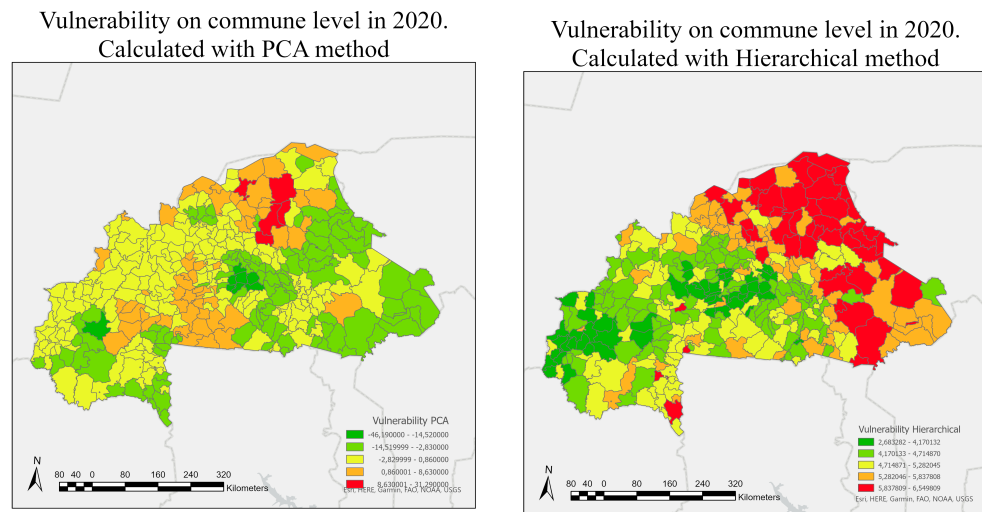 Vulnerability on commune level in 2020.
Calculated with PCA method
N
80 40 0 80 160 240 320
Kilometers
Vulnerability PCA
-46,190000 - -14,520000
-14,519999 - -2,830000
-2,829999 - 0,860000
0,860001 - 8,630000
8,630001 - 31,290000
Esri, HERE, Garmin, FAO, NOAA, USGS
Vulnerability on commune level in 2020.
Calculated with Hierarchical method
N
80 40 0 80 160 240 320
Kilometers
Vulnerability Hierarchical
2,683282 - 4,170132
4,170133 - 4,714870
4,714871 - 5,282045
5,282046 - 5,837808
5,837809 - 6,549809
Esri, HERE, Garmin, FAO, NOAA, USGS